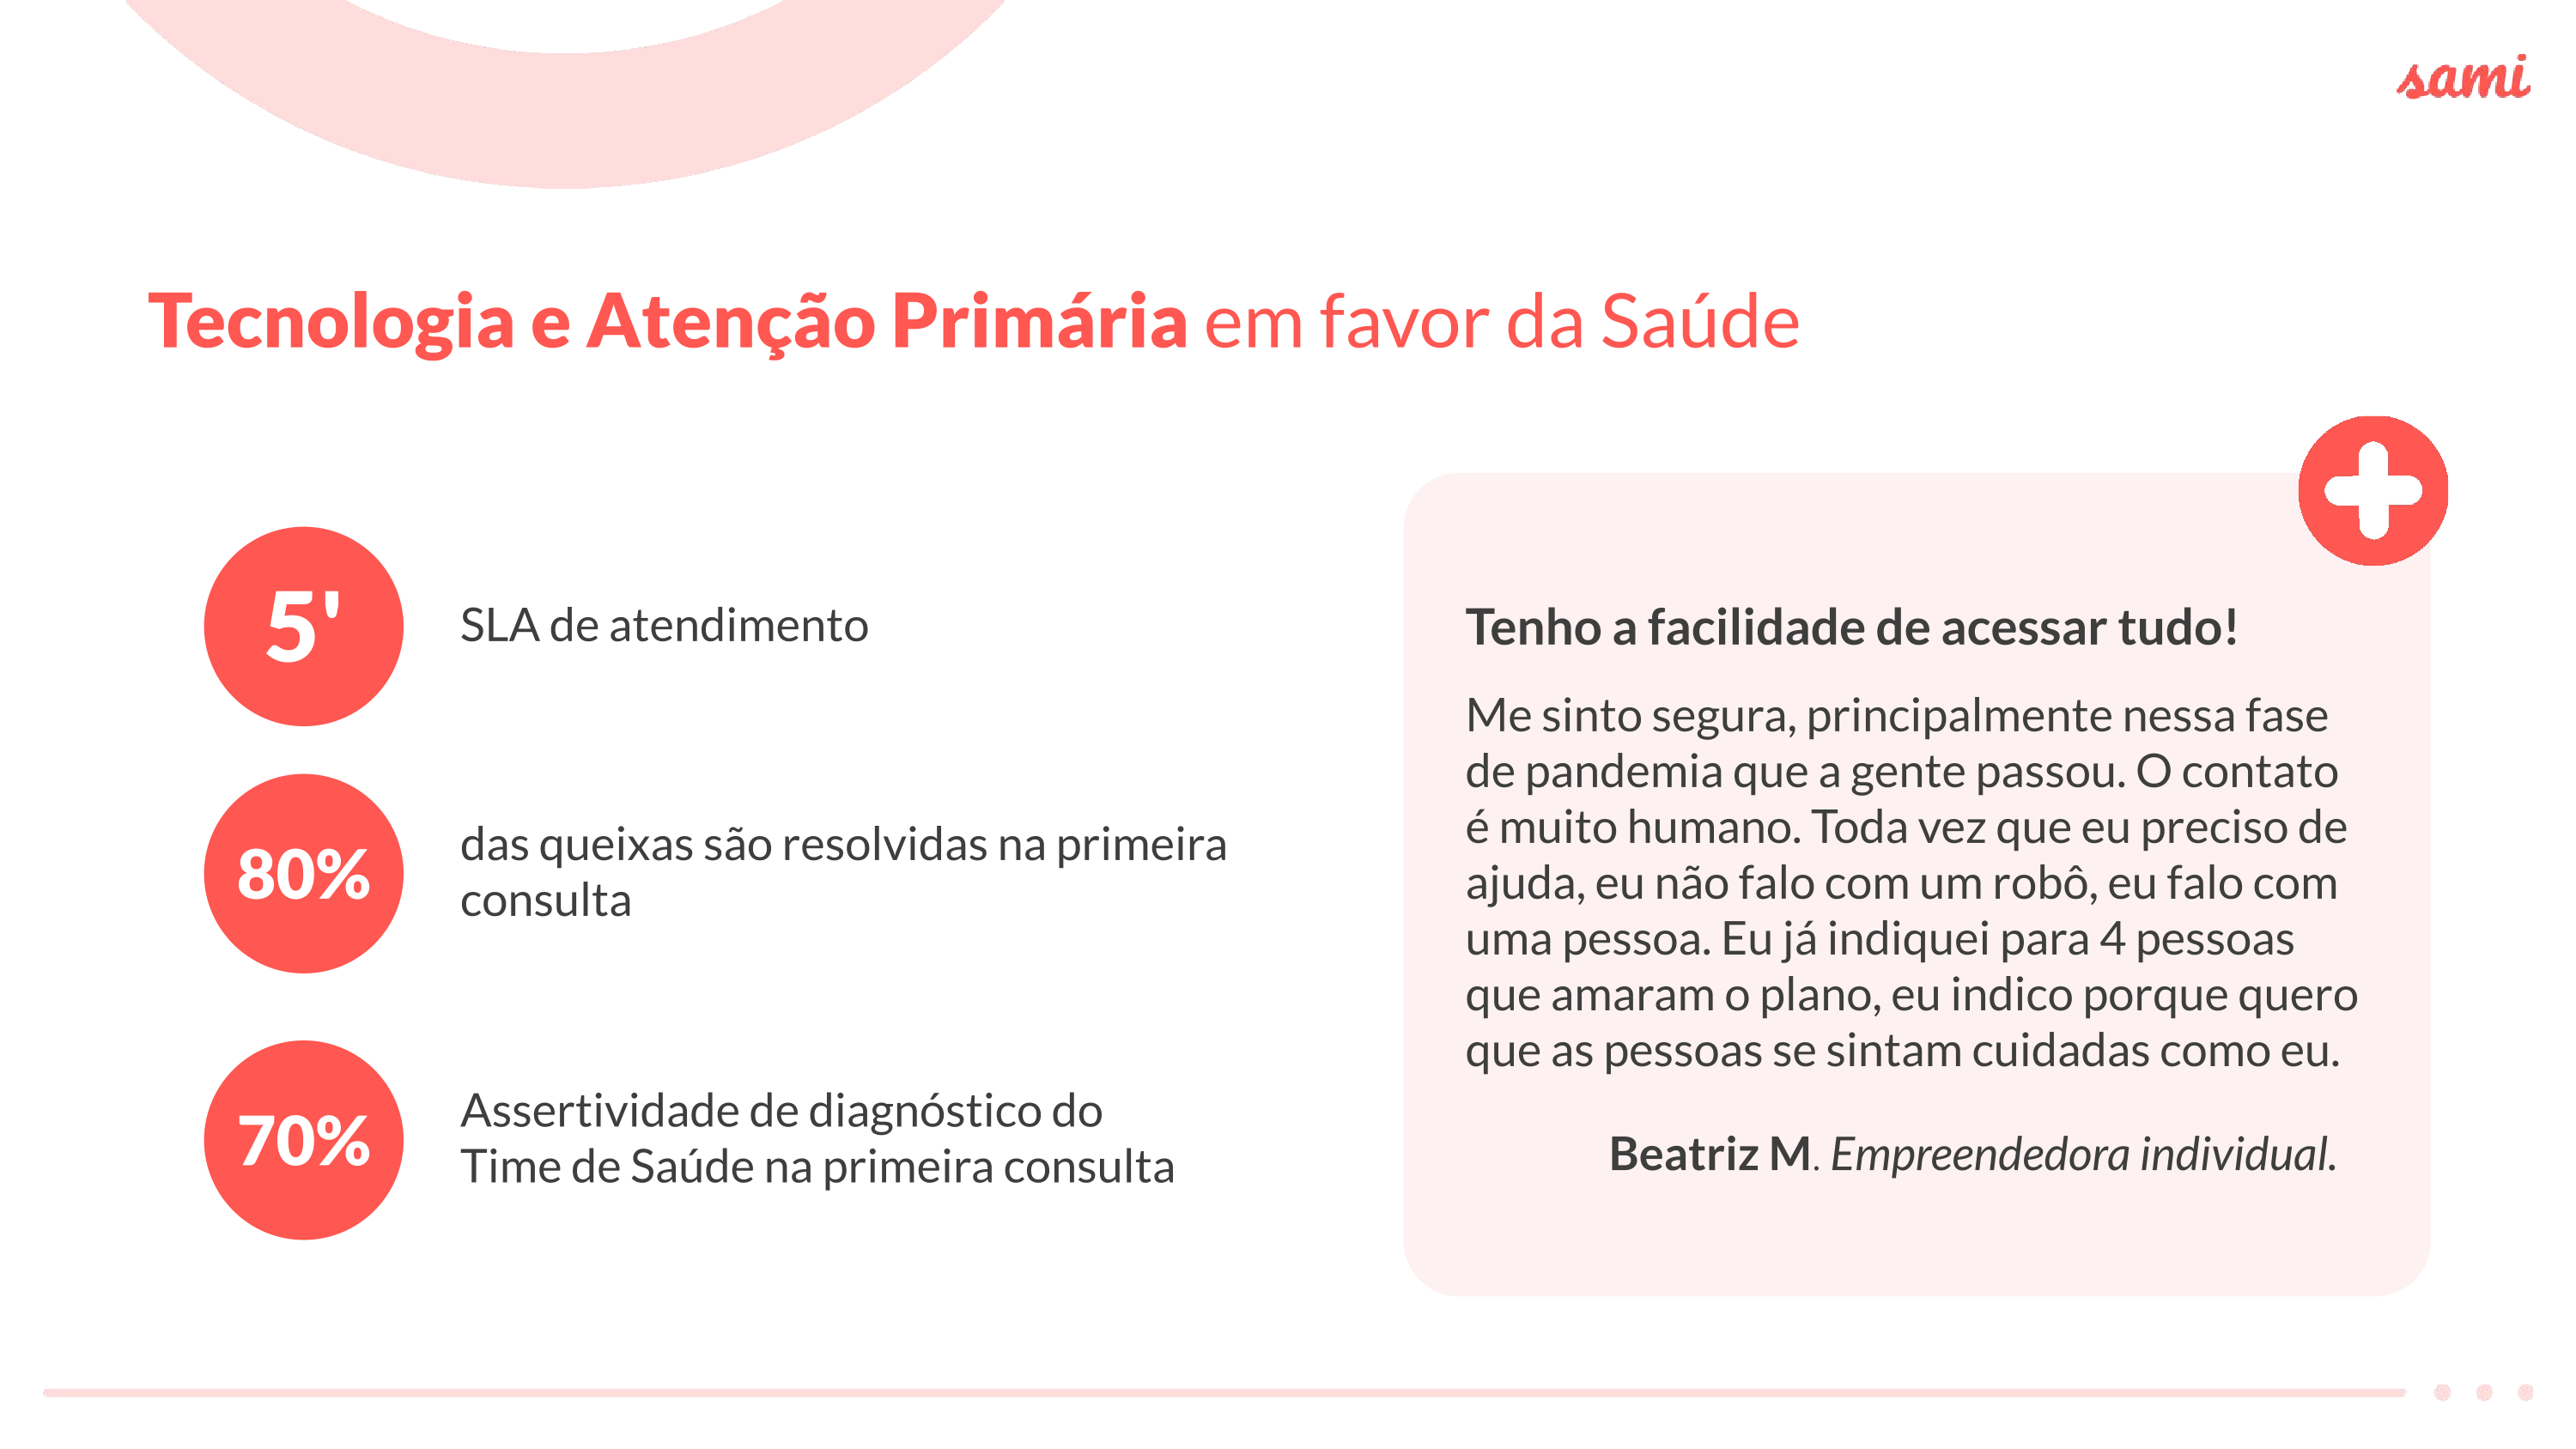 sami
Tecnologia e Atenção Primária em favor da Saúde
5'
SLA de atendimento
80%
das queixas são resolvidas na primeira
consulta
70%
Assertividade de diagnóstico do
Time de Saúde na primeira consulta
Tenho a facilidade de acessar tudo!
Me sinto segura, principalmente nessa fase
de pandemia que a gente passou. O contato
é muito humano. Toda vez que eu preciso de
ajuda, eu não falo com um robô, eu falo com
uma pessoa. Eu já indiquei para 4 pessoas
que amaram o plano, eu indico porque quero
que as pessoas se sintam cuidadas como eu.
Beatriz M. Empreendedora individual.